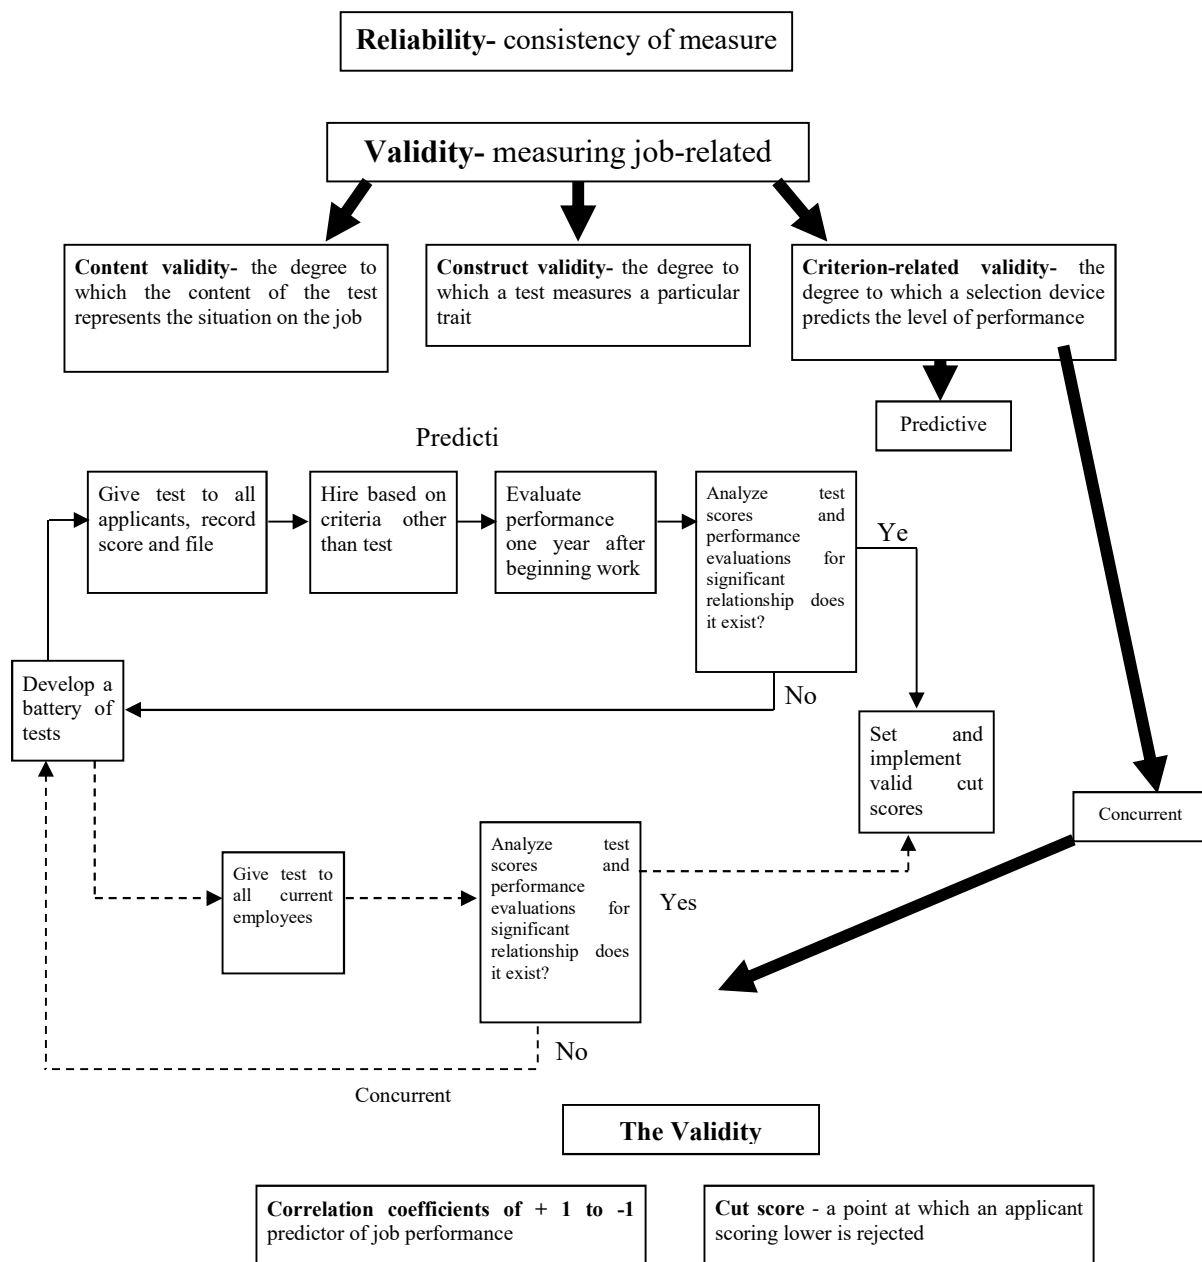 Reliability- consistency of measure
Validity- measuring job-related
Content validity- the degree to
which the content of the test
represents the situation on the job
Construct validity- the degree to
which a test measures a particular
trait
Criterion-related validity- the
degree to which a selection device
predicts the level of performance
Predictive
Predicti
Give test to all
applicants, record
score and file
Hire based on
criteria other
than test
Evaluate
performance
one year after
beginning work
Analyze test
scores and
performance
evaluations for
significant
relationship does
it exist?
Ye
No
Develop a
battery of
tests
Set and
implement
valid cut
scores
Concurrent
Give test to
all current
employees
Analyze test
scores and
performance
evaluations for
significant
relationship does
it exist?
Yes
No
Concurrent
The Validity
Correlation coefficients of + 1 to -1
predictor of job performance
Cut score - a point at which an applicant
scoring lower is rejected